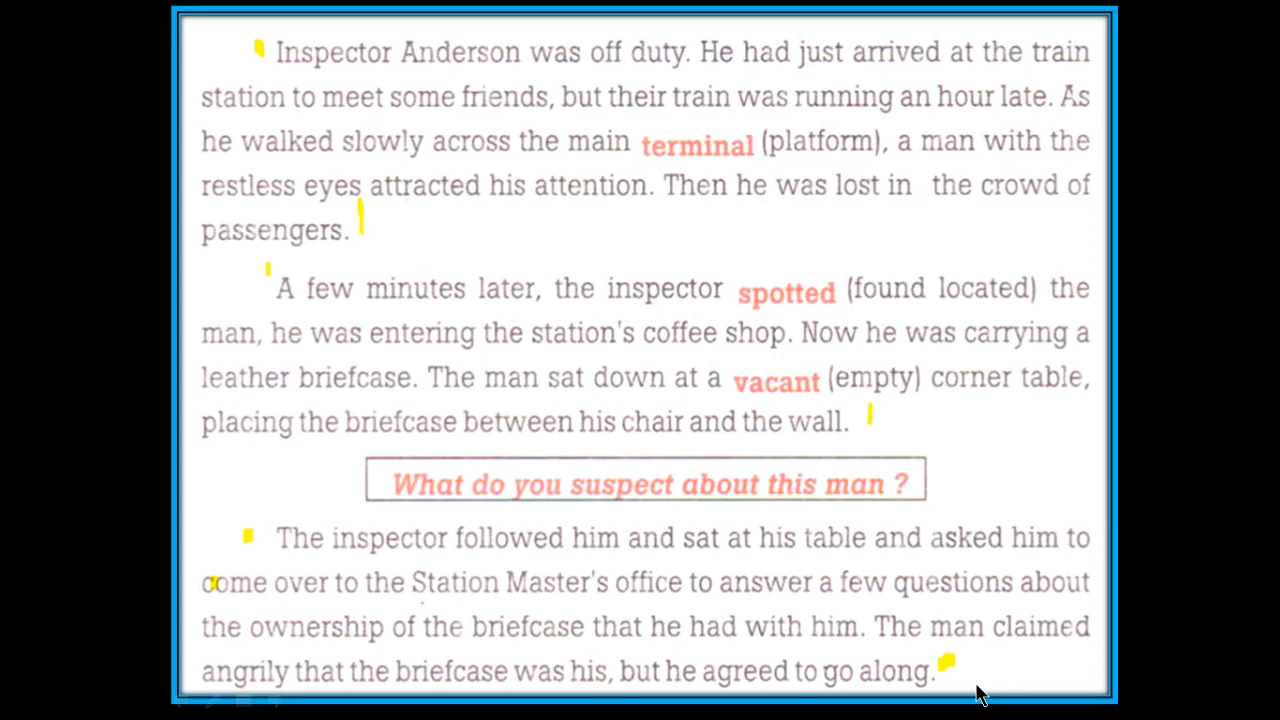 Inspector Anderson was off duty. He had just arrived at the train
station to meet some friends, but their train was running an hour late. As
he walked slowly across the main terminal (platform), a man with the
restless eyes attracted his attention. Then he was lost in the crowd of
passengers.
A few minutes later, the inspector spotted (found located) the
man, he was entering the station's coffee shop. Now he was carrying a
leather briefcase. The man sat down at a vacant (empty) corner table,
placing the briefcase between his chair and the wall.
What do you suspect about this man ?
The inspector followed him and sat at his table and asked him to
come over to the Station Master's office to answer a few questions about
the ownership of the briefcase that he had with him. The man claimed
angrily that the briefcase was his, but he agreed to go along.